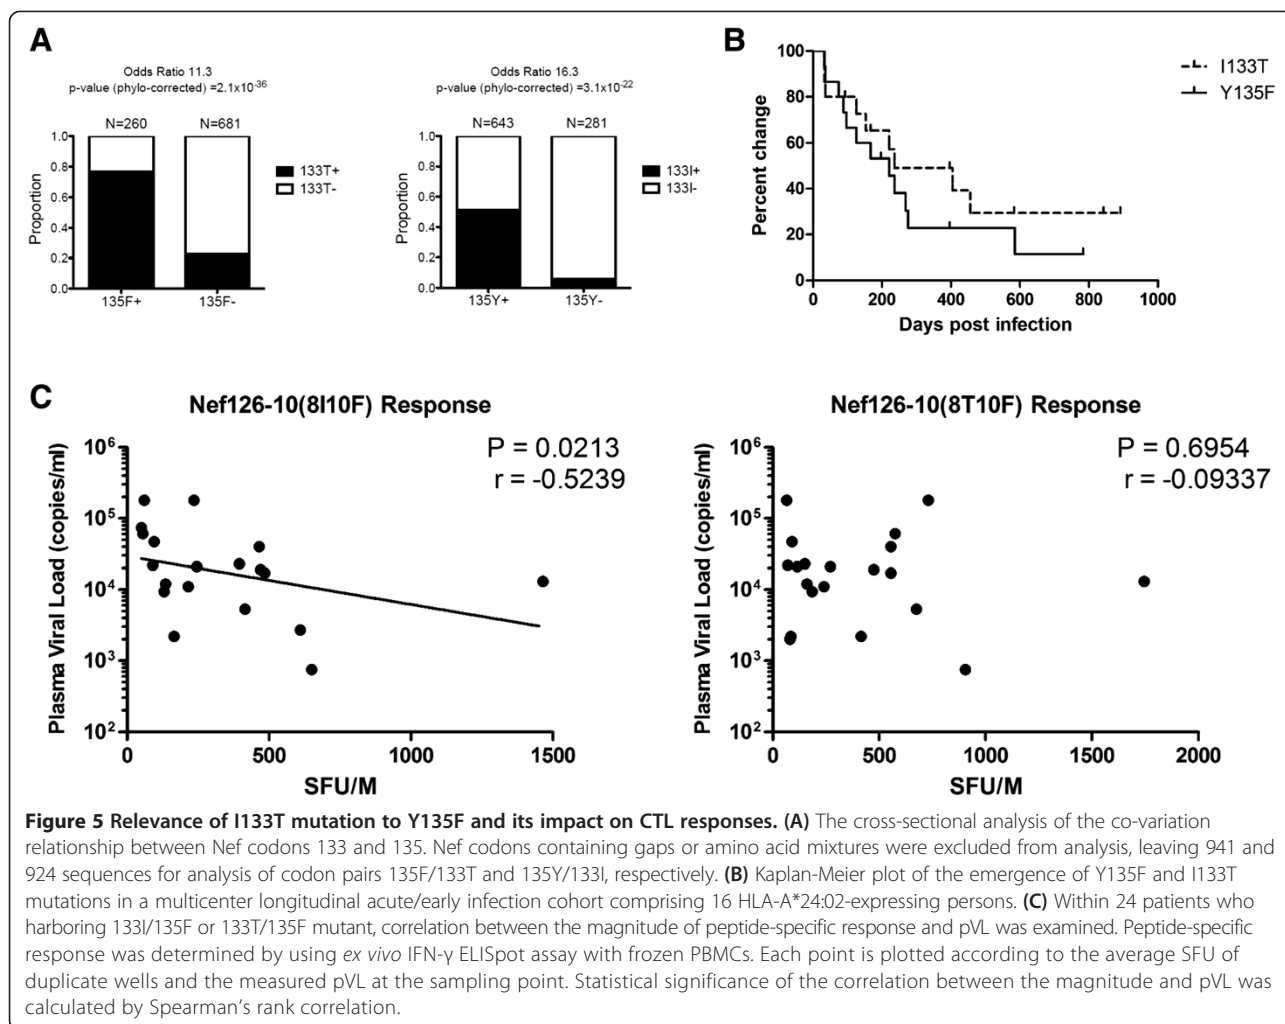 A
Odds Ratio 11.3
p-value (phylo-corrected) =2.1x10-36
N=260 N=681
1.0
0.8
0.6
0.4
0.2
0.0
Proportion
135F+ 135F-
133T+
133T-
Odds Ratio 16.3
p-value (phylo-corrected) =3.1x10-22
N=643 N=281
1.0
0.8
0.6
0.4
0.2
0.0
Proportion
135Y+ 135Y-
133I+
133I-
B
100
80
60
40
20
0
Percent change
0 200 400 600 800 1000
Days post infection
I133T
Y135F
C
Nef126-10(8I10F) Response
P = 0.0213
r = -0.5239
10^6
10^5
10^4
10^3
10^2
Plasma Viral Load (copies/ml)
0 500 1000 1500
SFU/M
Nef126-10(8T10F) Response
P = 0.6954
r = -0.09337
10^6
10^5
10^4
10^3
10^2
Plasma Viral Load (copies/ml)
0 500 1000 1500 2000
SFU/M
Figure 5 Relevance of I133T mutation to Y135F and its impact on CTL responses. (A) The cross-sectional analysis of the co-variation
relationship between Nef codons 133 and 135. Nef codons containing gaps or amino acid mixtures were excluded from analysis, leaving 941 and
924 sequences for analysis of codon pairs 135F/133T and 135Y/133I, respectively. (B) Kaplan-Meier plot of the emergence of Y135F and I133T
mutations in a multicenter longitudinal acute/early infection cohort comprising 16 HLA-A*24:02-expressing persons. (C) Within 24 patients who
harboring 133I/135F or 133T/135F mutant, correlation between the magnitude of peptide-specific response and pVL was examined. Peptide-specific
response was determined by using ex vivo IFN-γ ELISpot assay with frozen PBMCs. Each point is plotted according to the average SFU of
duplicate wells and the measured pVL at the sampling point. Statistical significance of the correlation between the magnitude and pVL was
calculated by Spearman's rank correlation.